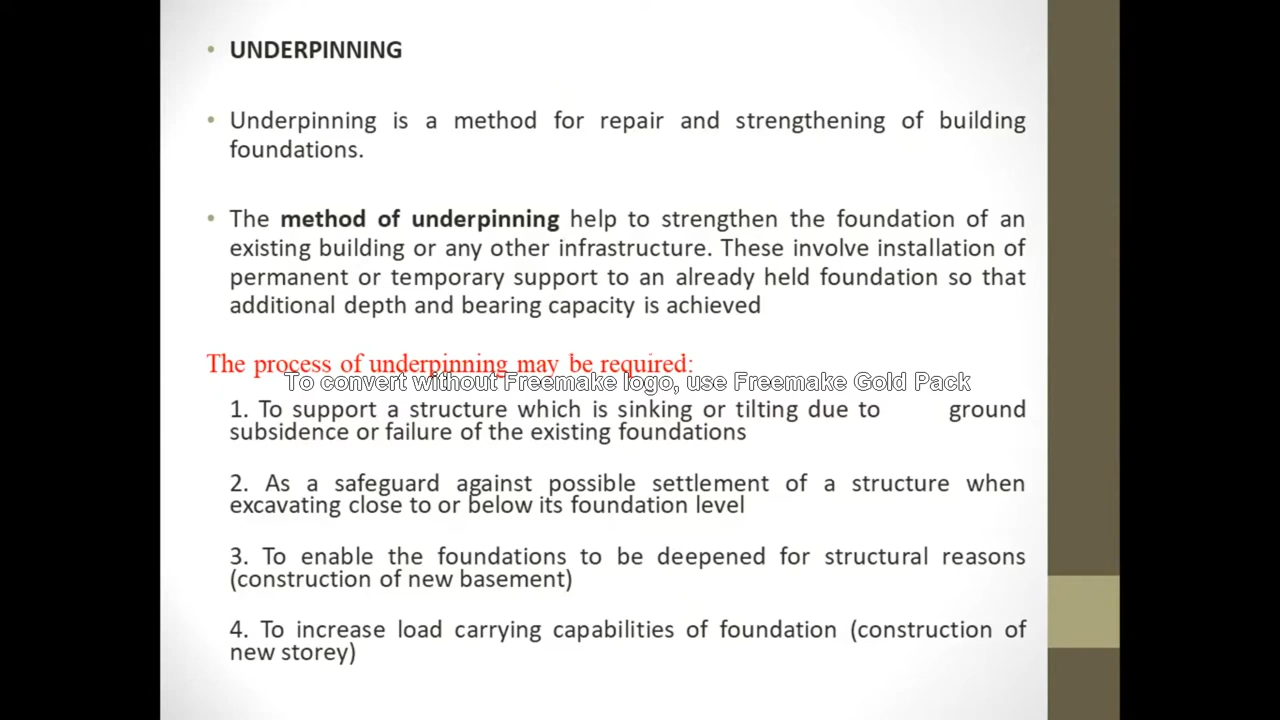 UNDERPINNING
Underpinning is a method for repair and strengthening of building
foundations.
The method of underpinning help to strengthen the foundation of an
existing building or any other infrastructure. These involve installation of
permanent or temporary support to an already held foundation so that
additional depth and bearing capacity is achieved
The process of underpinning may be required:
To convert without Freemake logo, use Freemake Gold Pack
1. To support a structure which is sinking or tilting due to ground
subsidence or failure of the existing foundations
2. As a safeguard against possible settlement of a structure when
excavating close to or below its foundation level
3. To enable the foundations to be deepened for structural reasons
(construction of new basement)
4. To increase load carrying capabilities of foundation (construction of
new storey)